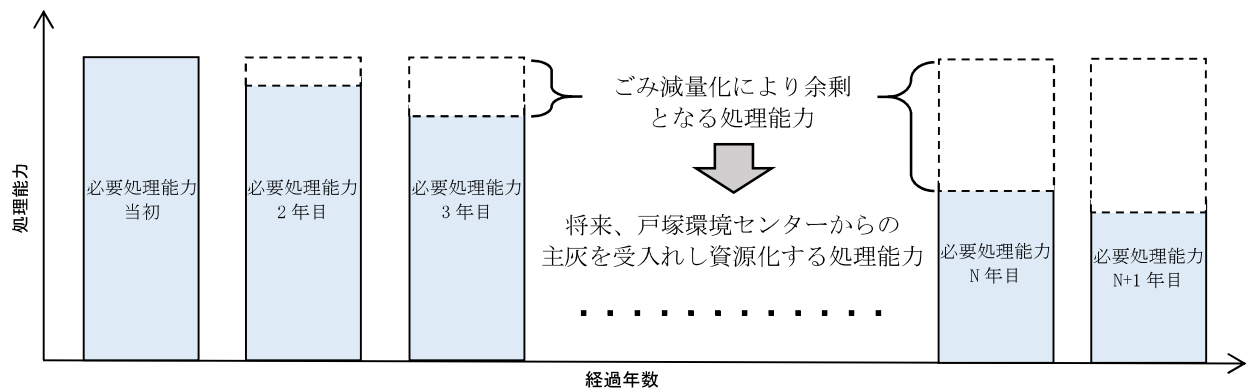 処理能力
必要処理能力
当初
必要処理能力
2 年目
必要処理能力
3 年目
ごみ減量化により余剰
となる処理能力
将来、戸塚環境センターからの
主灰を受入れし資源化する処理能力
必要処理能力
N 年目
必要処理能力
N+1 年目
経過年数